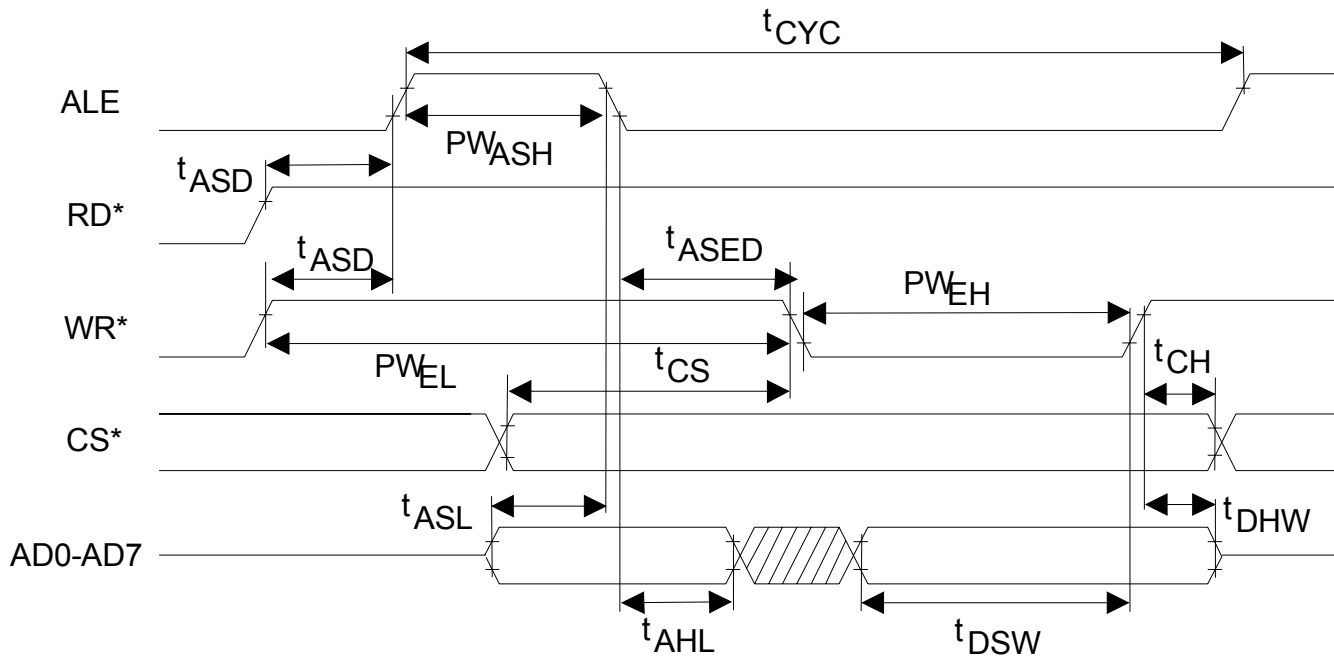 tCYC
ALE
PWASH
tASD
RD*
tASD
tASED
PWEH
WR*
PWEL
tCS
tCH
CS*
tASL
tDHW
AD0-AD7
tAHL
tDSW